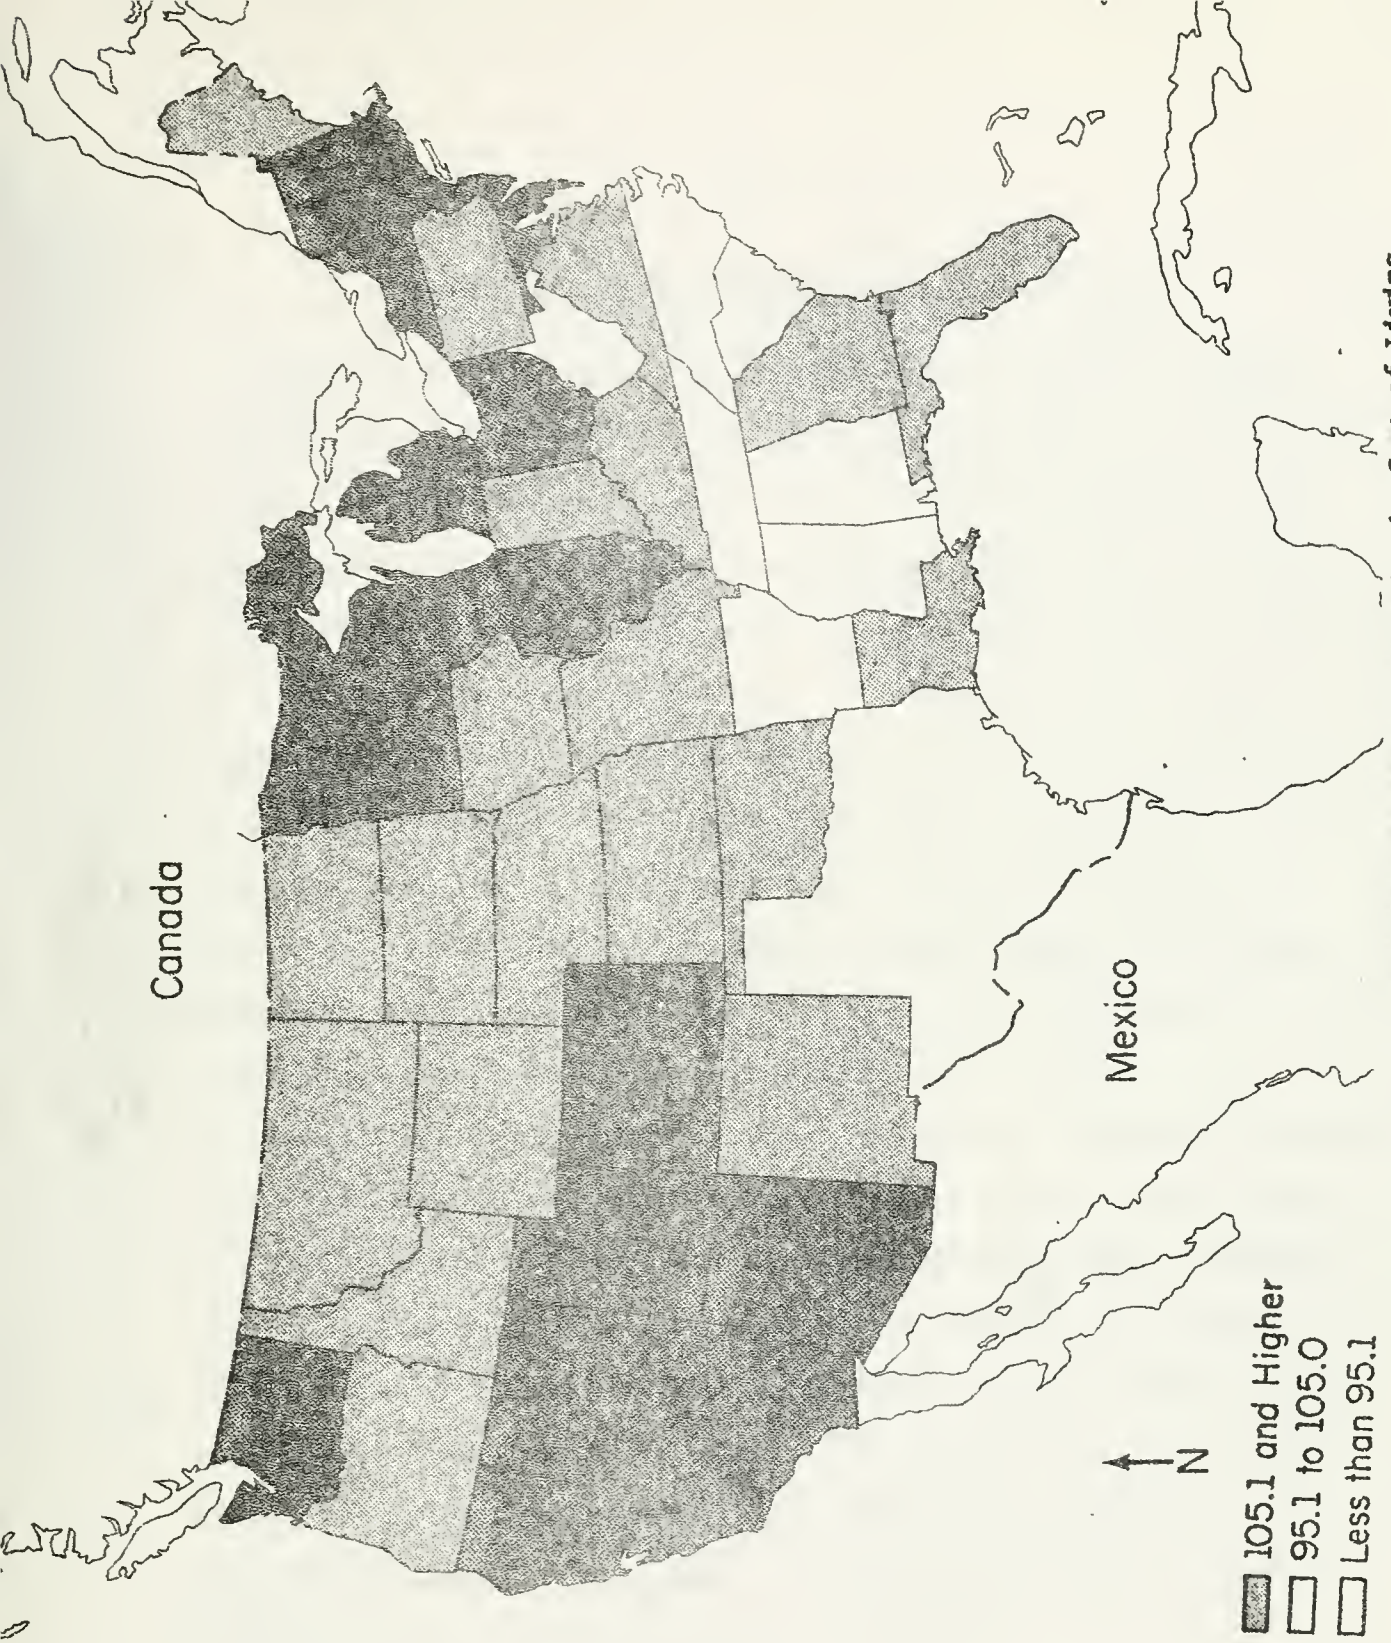 Canada
Mexico
N
105.1 and Higher
95.1 to 105.0
Less than 95.1